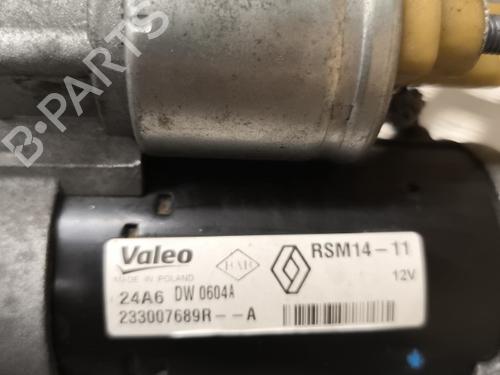 B-PARTS
Valeo
MADE IN POLAND
RSM14-11
12V
24A6 DW 0604A
233007689R--A